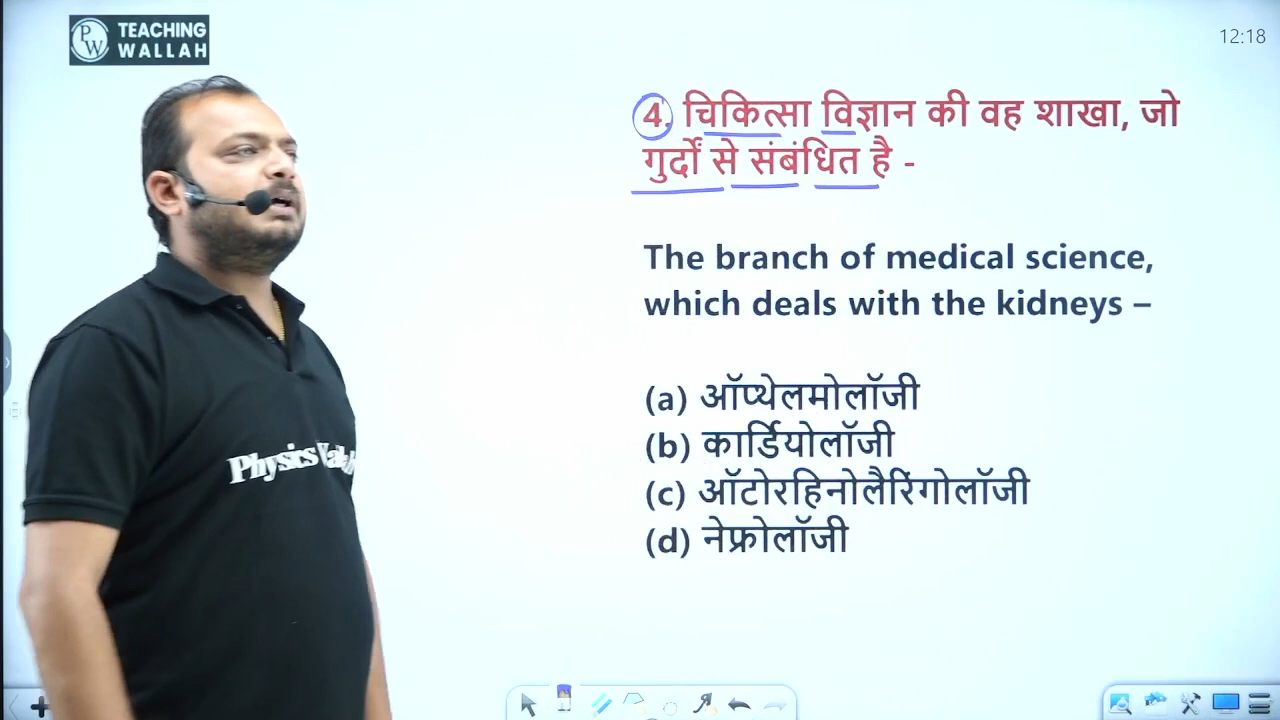 PW
TEACHING
WALLAH
12:18
4. चिकित्सा विज्ञान की वह शाखा, जो
गुर्दों से संबंधित है -
The branch of medical science,
which deals with the kidneys –
(a) ऑप्थेलमोलॉजी
(b) कार्डियोलॉजी
(c) ऑटोरहिनोलैरिंगोलॉजी
(d) नेफ्रोलॉजी
Physics